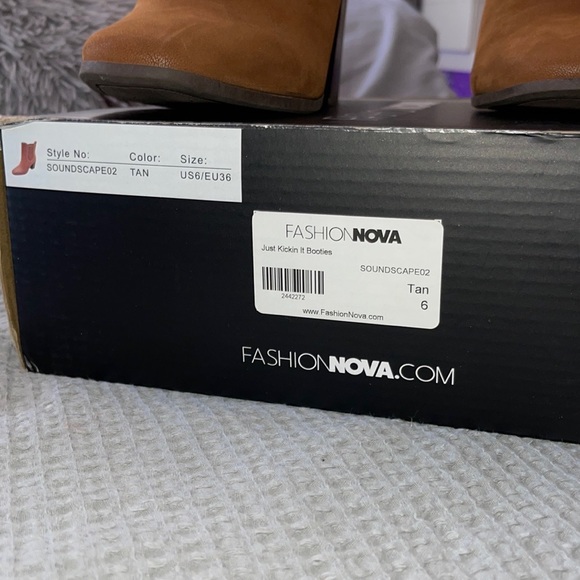 Style No: Color: Size:
SOUNDSCAPE02 TAN US6/EU36
FASHIONNOVA
Just Kickin It Booties
SOUNDSCAPE02
2442272
Tan
6
www.FashionNova.com
FASHIONNOVA.COM